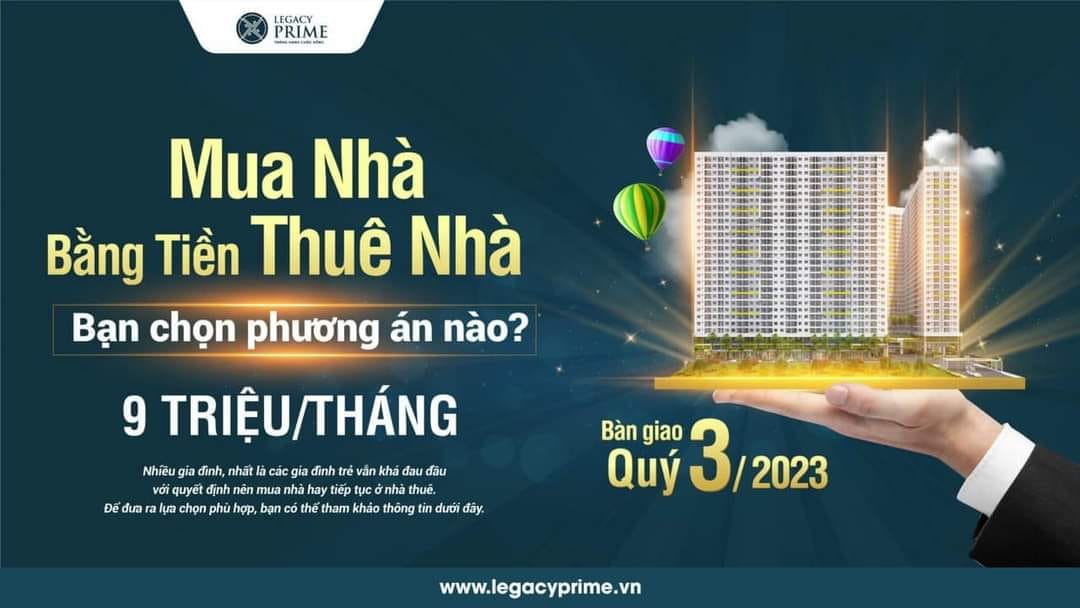 LEGACY
PRIME
Mua Nhà
Bằng Tiền Thuê Nhà
Bạn chọn phương án nào?
9 TRIỆU/THÁNG
Nhiều gia đình, nhất là các gia đình trẻ vẫn khá đau đầu
với quyết định nên mua nhà hay tiếp tục ở nhà thuê.
Để đưa ra lựa chọn phù hợp, bạn có thể tham khảo thông tin dưới đây.
Bàn giao
Quý 3/2023
www.legacyprime.vn